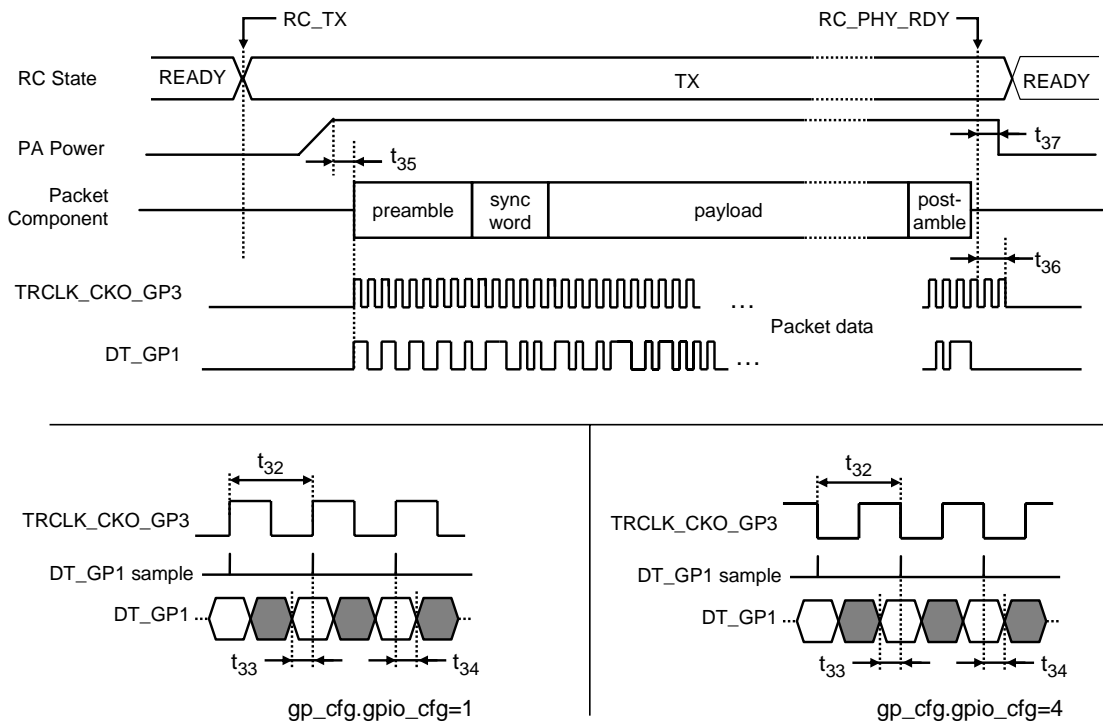 RC_TX
RC_PHY_RDY
RC State
READY
TX
READY
PA Power
t35
t37
Packet
Component
preamble
sync
word
payload
post-
amble
t36
TRCLK_CKO_GP3
...
Packet data
DT_GP1
...
t32
TRCLK_CKO_GP3
DT_GP1 sample
DT_GP1
t33
t34
gp_cfg.gpio_cfg=1
t32
TRCLK_CKO_GP3
DT_GP1 sample
DT_GP1
t33
t34
gp_cfg.gpio_cfg=4